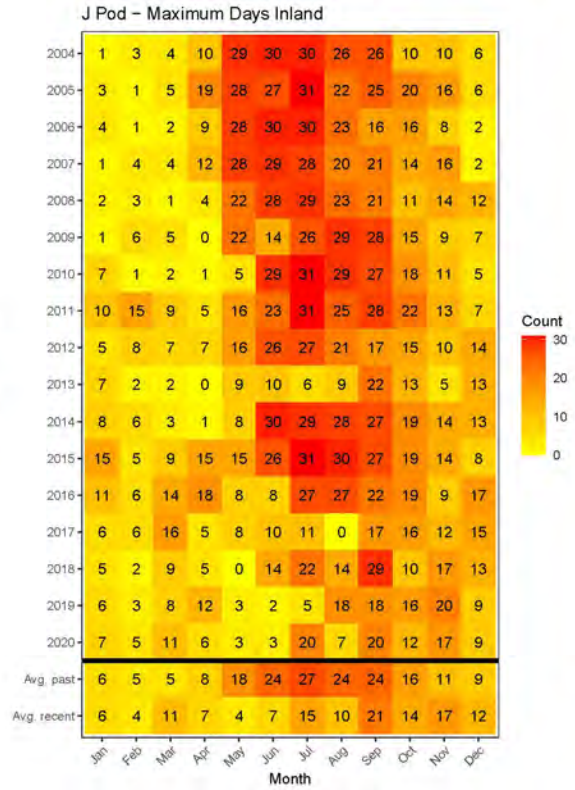 J Pod − Maximum Days Inland
2004 1 3 4 10 29 30 30 26 26 10 10 6
2005 3 1 5 19 28 27 31 22 25 20 16 6
2006 4 1 2 9 28 30 30 23 16 16 8 2
2007 1 4 4 12 28 29 28 20 21 14 16 2
2008 2 3 1 4 22 28 29 23 21 11 14 12
2009 1 6 5 0 22 14 26 29 28 15 9 7
2010 7 1 2 1 5 29 31 29 27 18 11 5
2011 10 15 9 5 16 23 31 25 28 22 13 7
2012 5 8 7 7 16 26 27 21 17 15 10 14
2013 7 2 2 0 9 10 6 9 22 13 5 13
2014 8 6 3 1 8 30 29 28 27 19 14 13
2015 15 5 9 15 15 26 31 30 27 19 14 8
2016 11 6 14 18 8 8 27 27 22 19 9 17
2017 6 6 16 5 8 10 11 0 17 16 12 15
2018 5 2 9 5 0 14 22 14 29 10 17 13
2019 6 3 8 12 3 2 5 18 18 16 20 9
2020 7 5 11 6 3 3 20 7 20 12 17 9
Avg. past 6 5 5 8 18 24 27 24 24 16 11 9
Avg. recent 6 4 11 7 4 7 15 10 21 14 17 12
Jan Feb Mar Apr May Jun Jul Aug Sep Oct Nov Dec
Month
Count
30
20
10
0